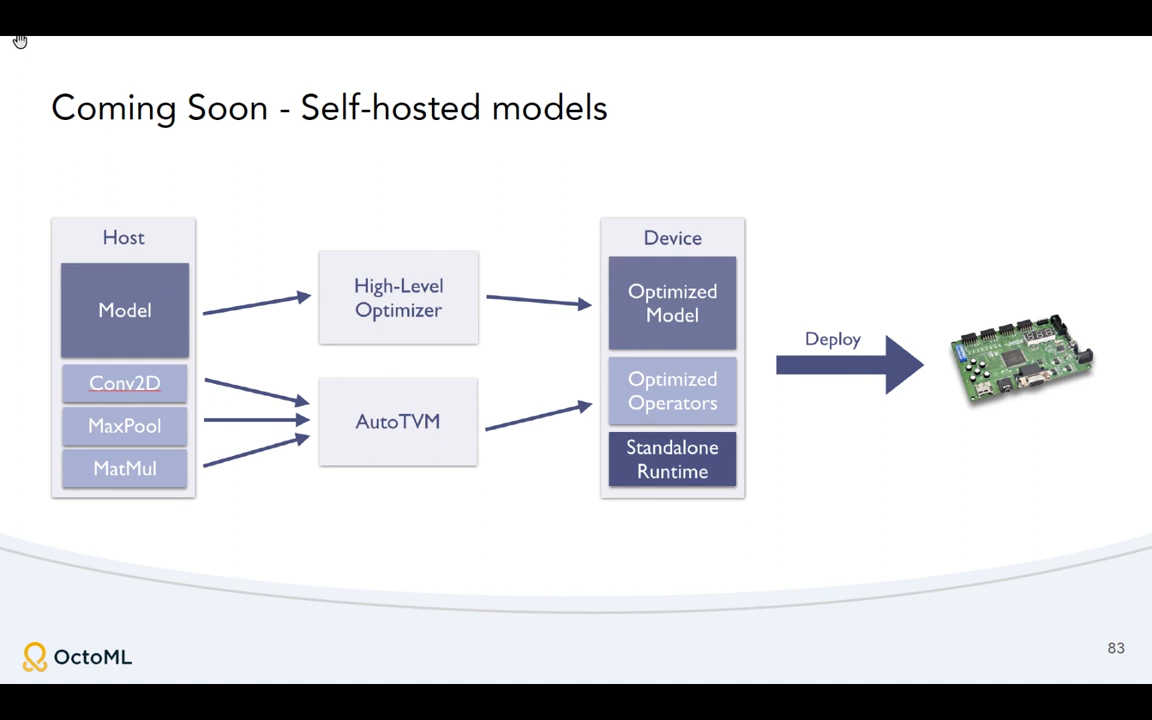 Coming Soon - Self-hosted models
Host
Model
Conv2D
MaxPool
MatMul
High-Level
Optimizer
AutoTVM
Device
Optimized
Model
Optimized
Operators
Standalone
Runtime
Deploy
OctoML
83